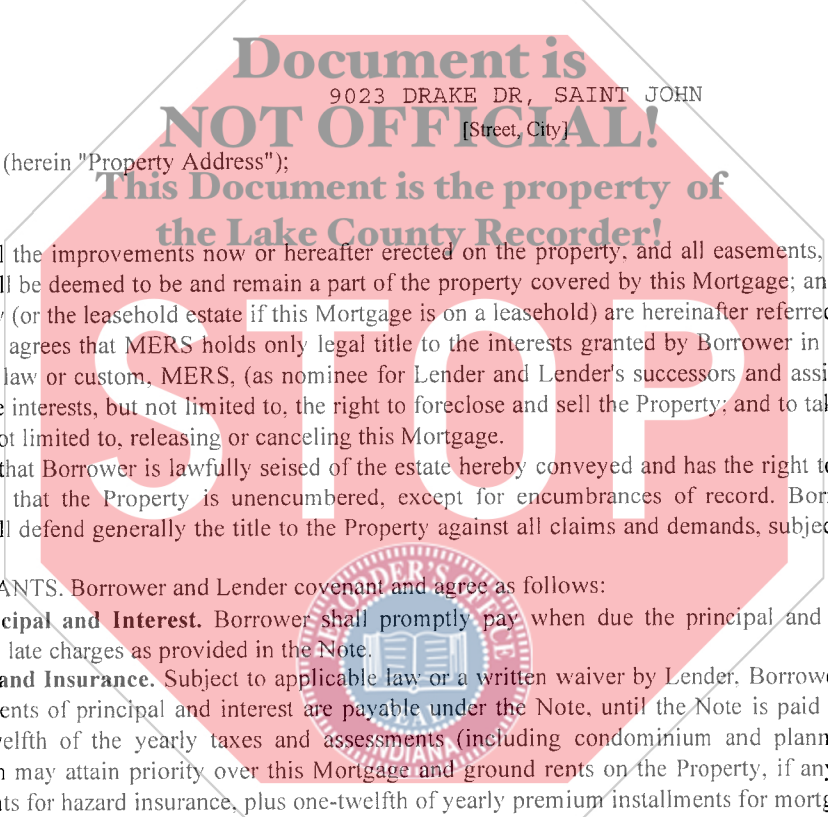 Document is
9023 DRAKE DR, SAINT JOHN
NOT OFFICIAL!
[Street, City]
(herein "Property Address");
This Document is the property of
the Lake County Recorder!
the improvements now or hereafter erected on the property, and all easements,
be deemed to be and remain a part of the property covered by this Mortgage;
(or the leasehold estate if this Mortgage is on a leasehold) are hereinafter referre
agrees that MERS holds only legal title to the interests granted by Borrower in
law or custom, MERS, (as nominee for Lender and Lender's successors and assi
interests, but not limited to, the right to foreclose and sell the Property; and to
ot limited to, releasing or canceling this Mortgage.
that Borrower is lawfully seised of the estate hereby conveyed and has the right
that the Property is unencumbered, except for encumbrances of record.
defend generally the title to the Property against all claims and demands, subjec
STOP
ANTS. Borrower and Lender covenant and agree as follows:
cipal and Interest. Borrower shall promptly pay when due the principal and
late charges as provided in the Note.
and Insurance. Subject to applicable law or a written waiver by Lender, Borrowe
ents of principal and interest are payable under the Note, until the Note is paid
welfth of the yearly taxes and assessments (including condominium and plann
may attain priority over this Mortgage and ground rents on the Property, if any
ts for hazard insurance, plus one-twelfth of yearly premium installments for mortg
RECORDER'S OFFICE
SEAL
INDIANA